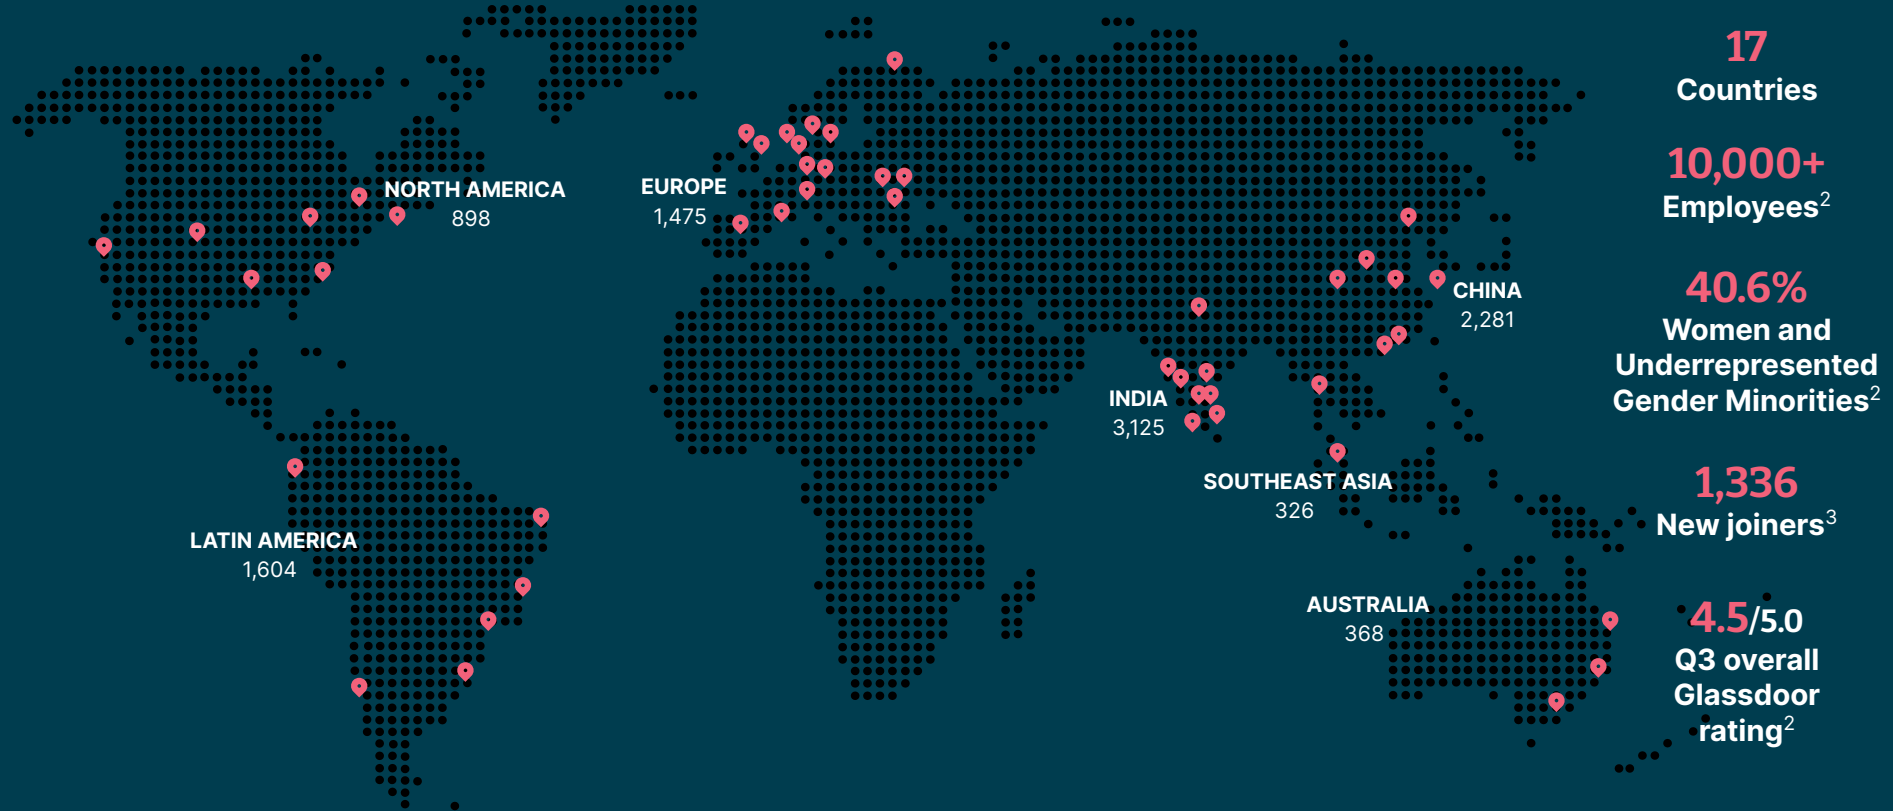 NORTH AMERICA
898
EUROPE
1,475
CHINA
2,281
INDIA
3,125
SOUTHEAST ASIA
326
LATIN AMERICA
1,604
AUSTRALIA
368
17
Countries
10,000+
Employees2
40.6%
Women and
Underrepresented
Gender Minorities2
1,336
New joiners3
4.5/5.0
Q3 overall
Glassdoor
rating2